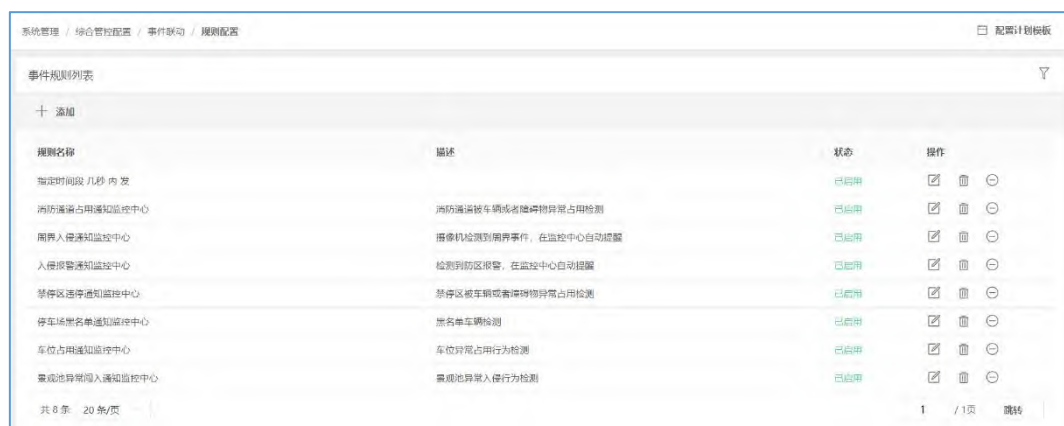 系统管理 / 综合管控配置 / 事件联动 / 规则配置 配置计划模板
事件规则列表
添加
规则名称 描述 状态 操作
指定时间段 几秒 内 发 已启用
消防通道占用通知监控中心 消防通道被车辆或者障碍物异常占用检测 已启用
周界入侵通知监控中心 摄像机检测到周界事件，在监控中心自动提醒 已启用
入侵报警通知监控中心 检测到防区报警，在监控中心自动提醒 已启用
禁停区违停通知监控中心 禁停区被车辆或者障碍物异常占用检测 已启用
停车场黑名单通知监控中心 黑名单车辆检测 已启用
车位占用通知监控中心 车位异常占用行为检测 已启用
景观池异常闯入通知监控中心 景观池异常入侵行为检测 已启用
共 8 条 20 条/页 1 / 1页 跳转